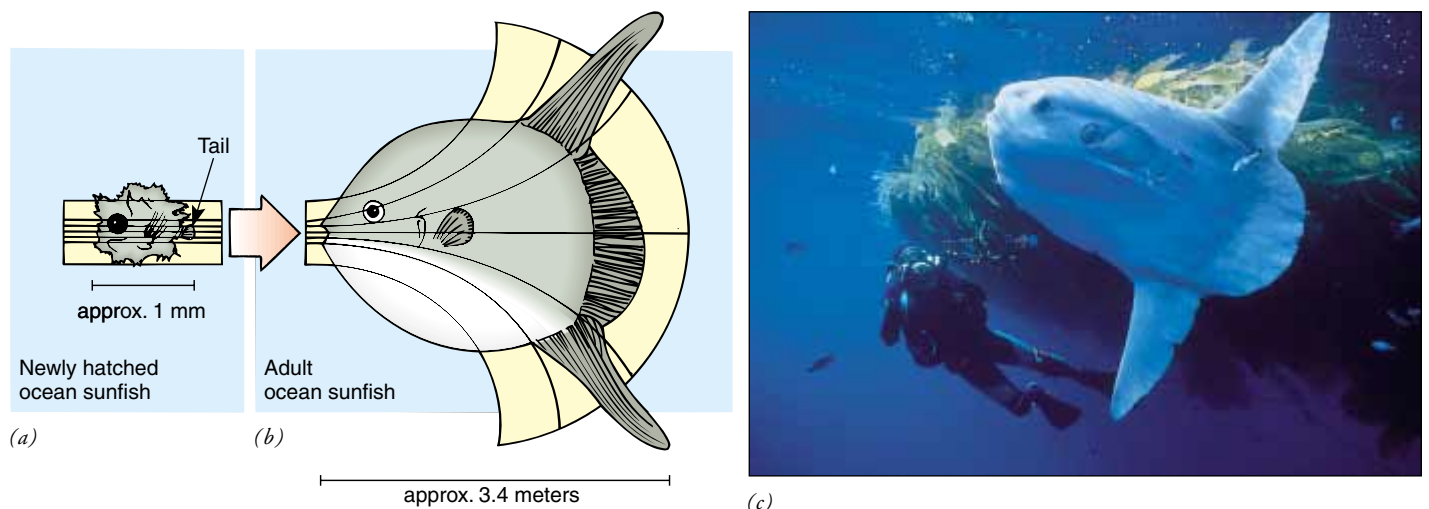 Tail
approx. 1 mm
Newly hatched
ocean sunfish
(a)
Adult
ocean sunfish
(b)
approx. 3.4 meters
(c)